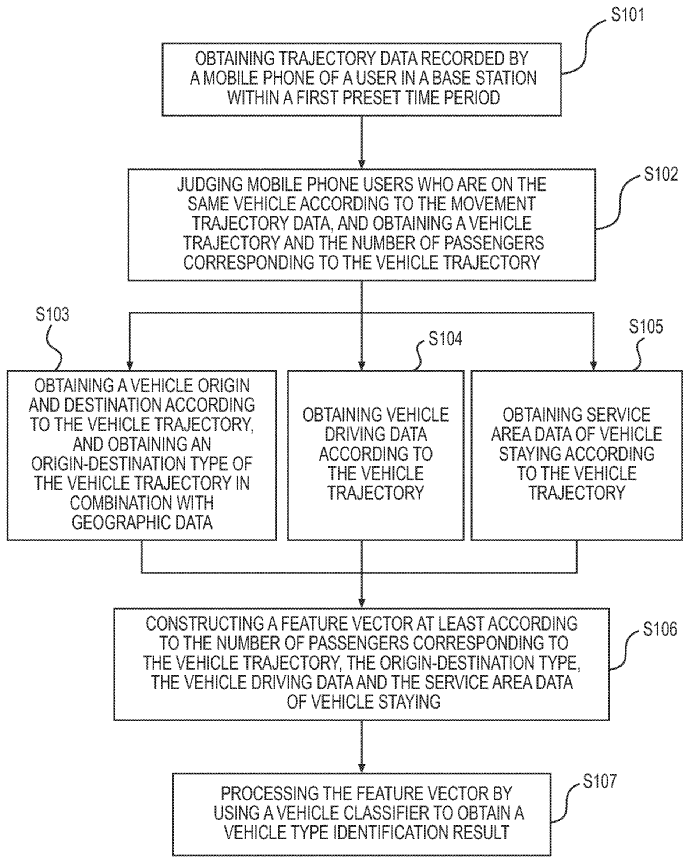 S101
OBTAINING TRAJECTORY DATA RECORDED BY
A MOBILE PHONE OF A USER IN A BASE STATION
WITHIN A FIRST PRESET TIME PERIOD
S102
JUDGING MOBILE PHONE USERS WHO ARE ON THE
SAME VEHICLE ACCORDING TO THE MOVEMENT
TRAJECTORY DATA, AND OBTAINING A VEHICLE
TRAJECTORY AND THE NUMBER OF PASSENGERS
CORRESPONDING TO THE VEHICLE TRAJECTORY
S103
OBTAINING A VEHICLE ORIGIN
AND DESTINATION ACCORDING
TO THE VEHICLE TRAJECTORY,
AND OBTAINING AN
ORIGIN-DESTINATION TYPE OF
THE VEHICLE TRAJECTORY IN
COMBINATION WITH
GEOGRAPHIC DATA
S104
OBTAINING VEHICLE
DRIVING DATA
ACCORDING TO
THE VEHICLE
TRAJECTORY
S105
OBTAINING SERVICE
AREA DATA OF VEHICLE
STAYING ACCORDING
TO THE VEHICLE
TRAJECTORY
S106
CONSTRUCTING A FEATURE VECTOR AT LEAST ACCORDING
TO THE NUMBER OF PASSENGERS CORRESPONDING TO
THE VEHICLE TRAJECTORY, THE ORIGIN-DESTINATION TYPE,
THE VEHICLE DRIVING DATA AND THE SERVICE AREA DATA
OF VEHICLE STAYING
S107
PROCESSING THE FEATURE VECTOR BY
USING A VEHICLE CLASSIFIER TO OBTAIN A
VEHICLE TYPE IDENTIFICATION RESULT